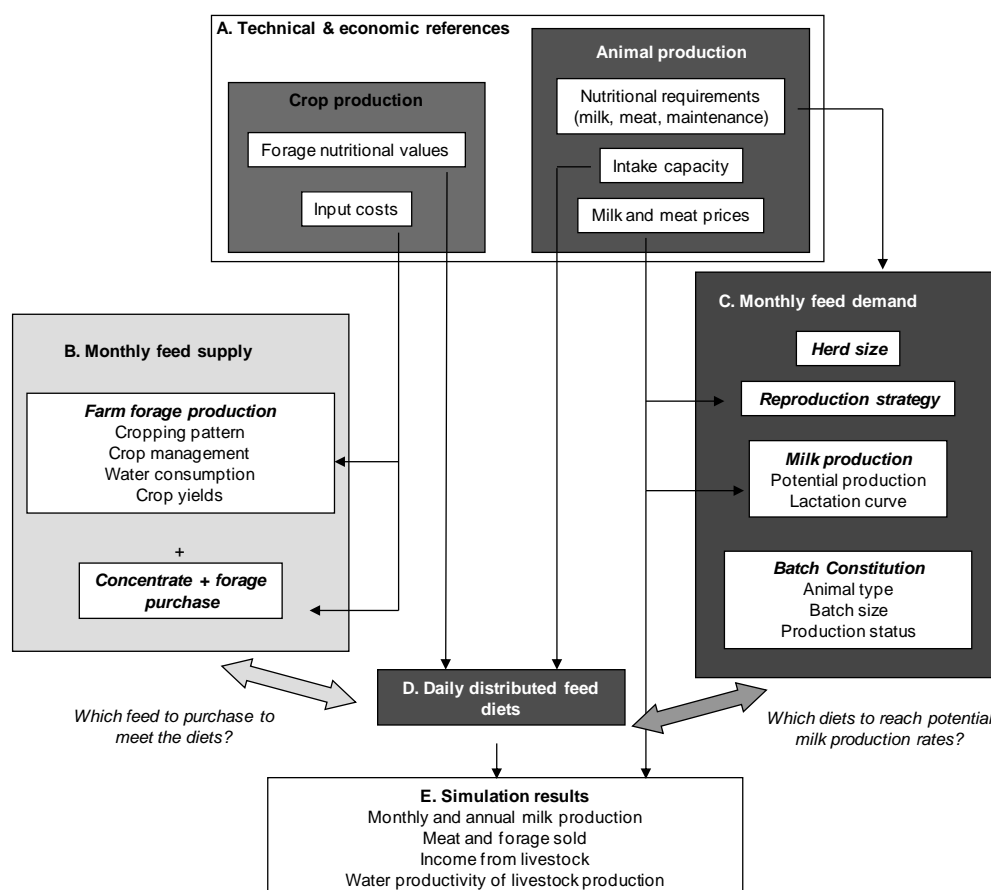 A. Technical & economic references
Crop production
Forage nutritional values
Input costs
Animal production
Nutritional requirements
(milk, meat, maintenance)
Intake capacity
Milk and meat prices
B. Monthly feed supply
Farm forage production
Cropping pattern
Crop management
Water consumption
Crop yields
+
Concentrate + forage
purchase
C. Monthly feed demand
Herd size
Reproduction strategy
Milk production
Potential production
Lactation curve
Batch Constitution
Animal type
Batch size
Production status
D. Daily distributed feed
diets
Which feed to purchase to
meet the diets?
Which diets to reach potential
milk production rates?
E. Simulation results
Monthly and annual milk production
Meat and forage sold
Income from livestock
Water productivity of livestock production